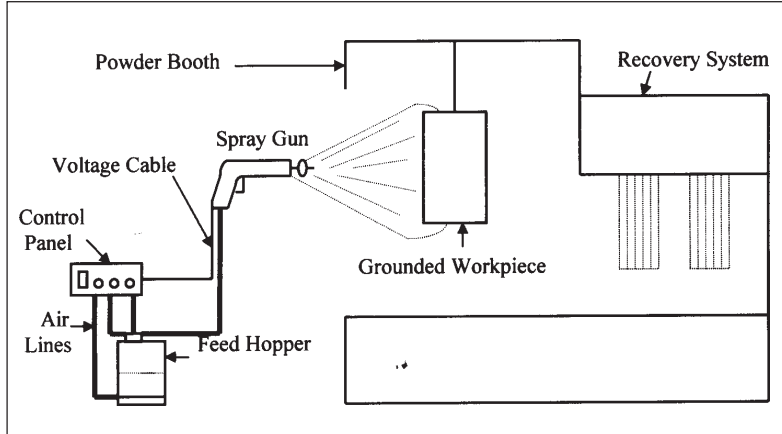 Powder Booth
Recovery System
Spray Gun
Voltage Cable
Control
Panel
Grounded Workpiece
Air
Lines
Feed Hopper